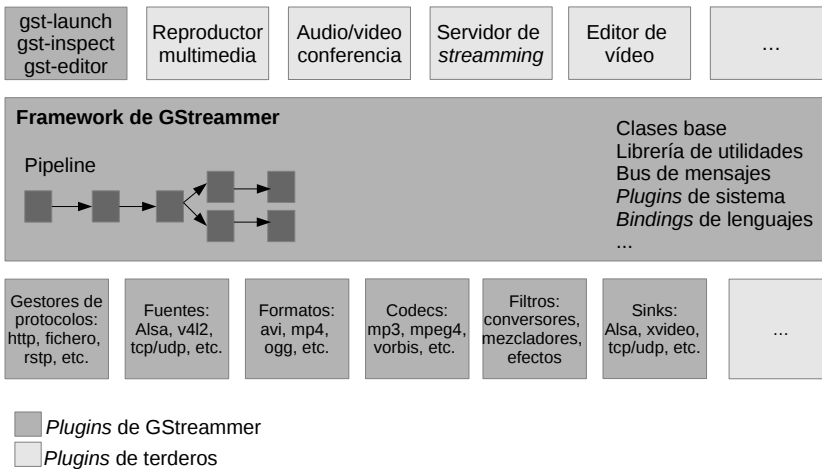 gst-launch
gst-inspect
gst-editor
Reproductor
multimedia
Audio/video
conferencia
Servidor de
streamming
Editor de
vídeo
...
Framework de GStreammer
Pipeline
Clases base
Librería de utilidades
Bus de mensajes
Plugins de sistema
Bindings de lenguajes
...
Gestores de
protocolos:
http, fichero,
rstp, etc.
Fuentes:
Alsa, v4l2,
tcp/udp, etc.
Formatos:
avi, mp4,
ogg, etc.
Codecs:
mp3, mpeg4,
vorbis, etc.
Filtros:
conversores,
mezcladores,
efectos
Sinks:
Alsa, xvideo,
tcp/udp, etc.
...
Plugins de GStreammer
Plugins de terderos